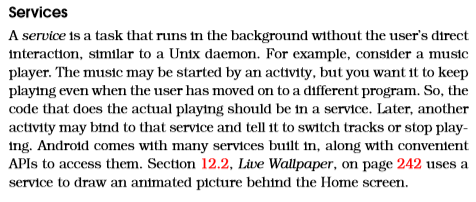 Services
A service is a task that runs in the background without the user's direct
interaction, similar to a Unix daemon. For example, consider a music
player. The music may be started by an activity, but you want it to keep
playing even when the user has moved on to a different program. So, the
code that does the actual playing should be in a service. Later, another
activity may bind to that service and tell it to switch tracks or stop play-
ing. Android comes with many services built in, along with convenient
APIs to access them. Section 12.2, Live Wallpaper, on page 242 uses a
service to draw an animated picture behind the Home screen.